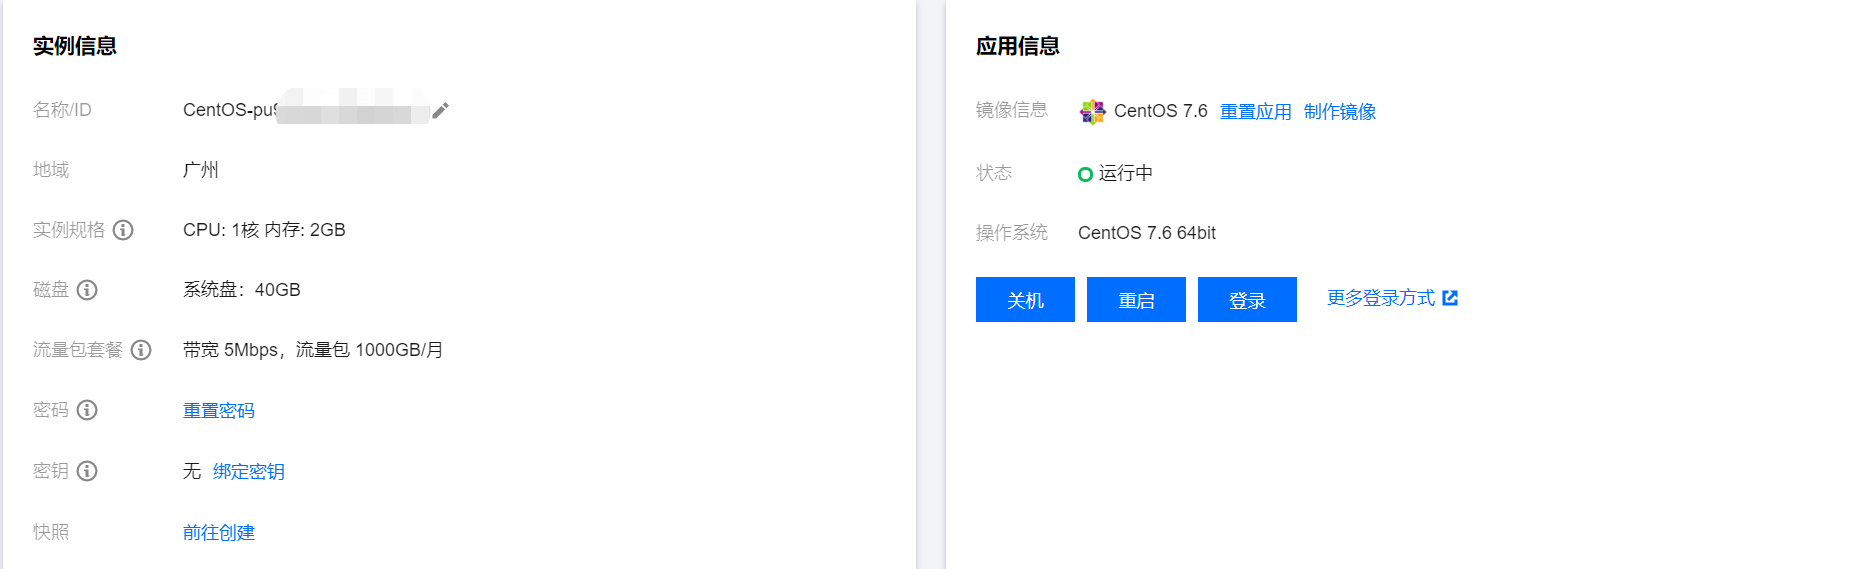 实例信息
名称/ID CentOS-pu
地域 广州
实例规格 CPU: 1核 内存: 2GB
磁盘 系统盘：40GB
流量包套餐 带宽 5Mbps，流量包 1000GB/月
密码 重置密码
密钥 无 绑定密钥
快照 前往创建
应用信息
镜像信息 CentOS 7.6 重置应用 制作镜像
状态 运行中
操作系统 CentOS 7.6 64bit
关机 重启 登录 更多登录方式